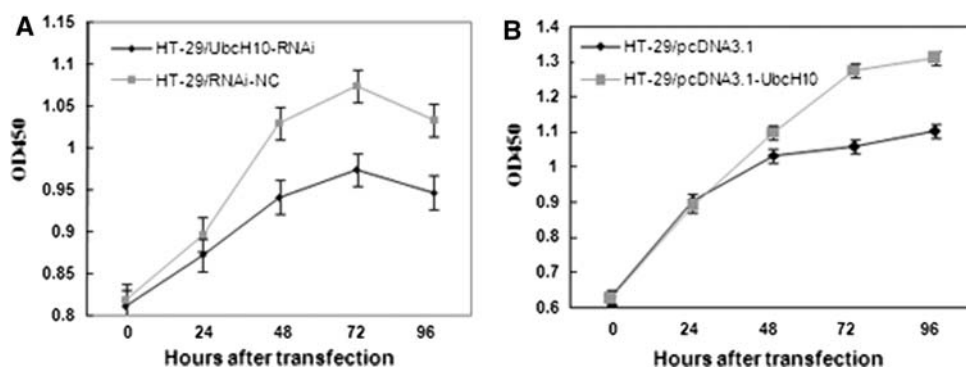 A
1.15
1.1
1.05
1
0.95
0.9
0.85
0.8
OD450
HT-29/UbcH10-RNAi
HT-29/RNAi-NC
0 24 48 72 96
Hours after transfection
B
1.4
1.3
1.2
1.1
1
0.9
0.8
0.7
0.6
OD450
HT-29/pcDNA3.1
HT-29/pcDNA3.1-UbcH10
0 24 48 72 96
Hours after transfection